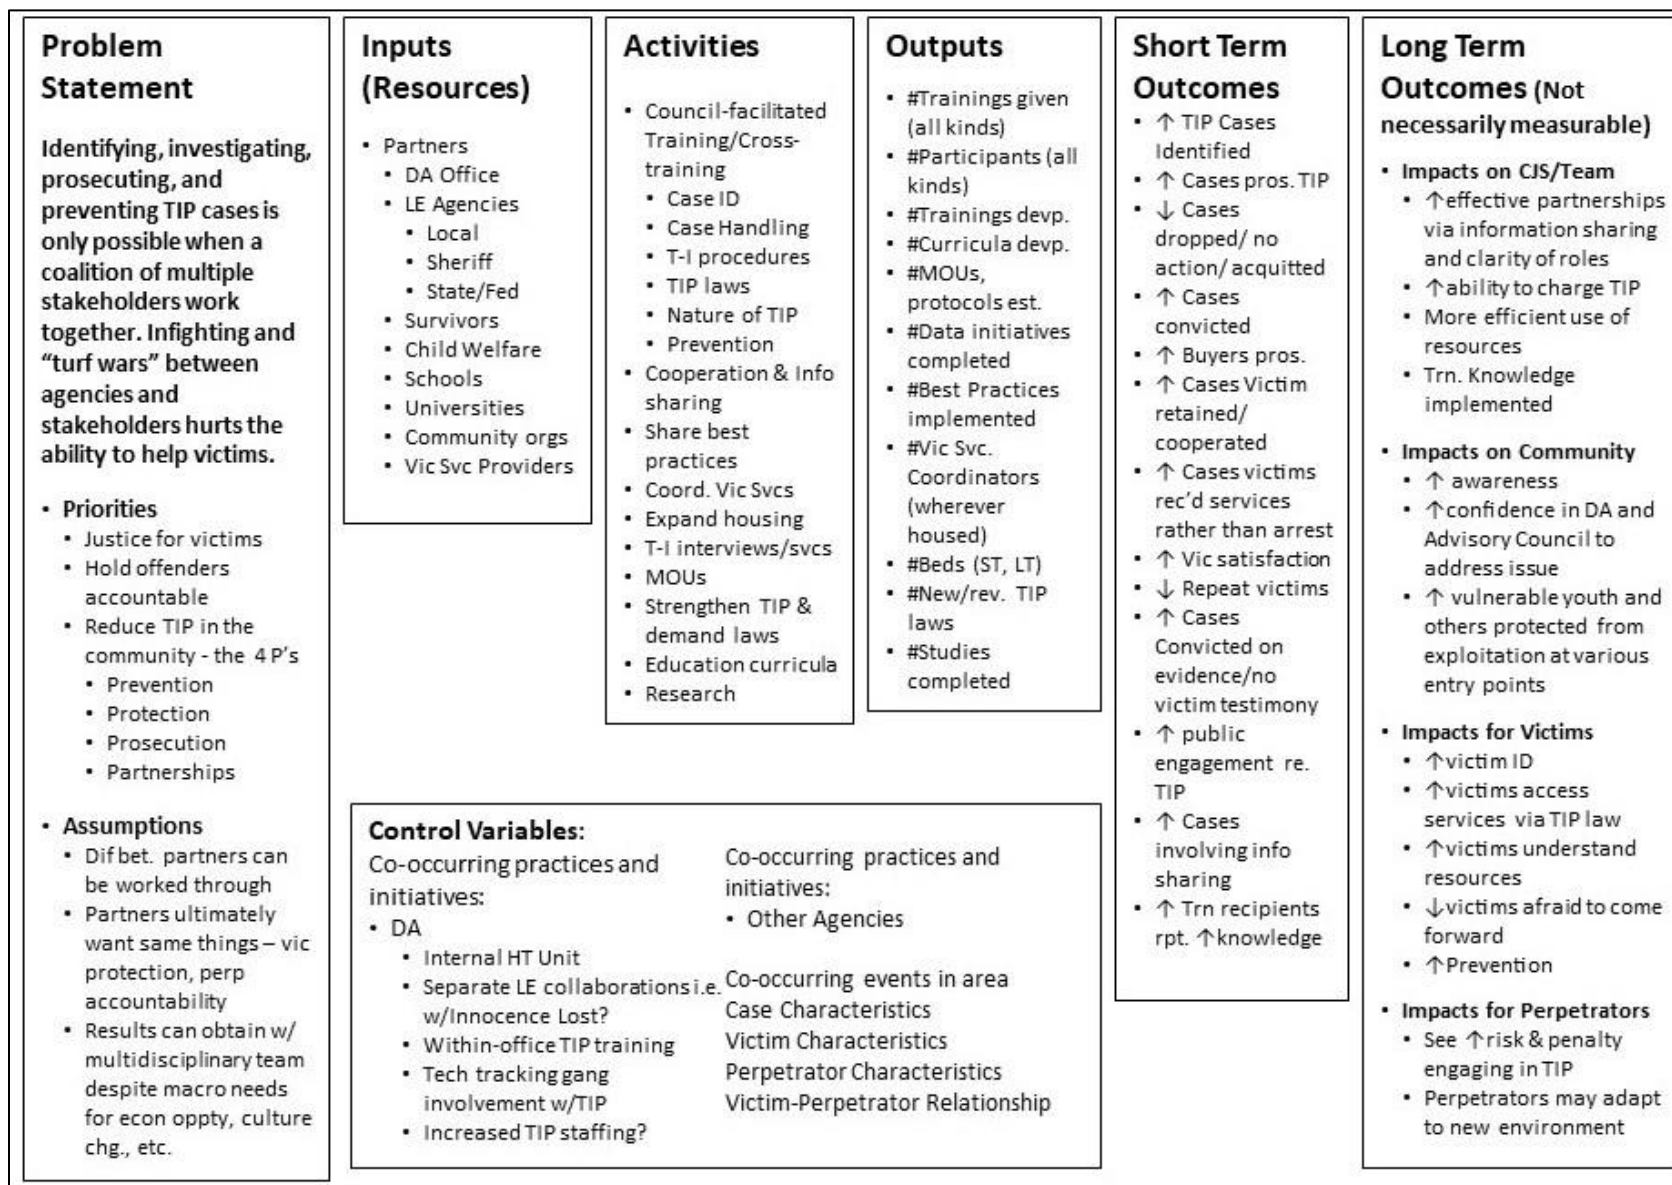 Problem
Statement
Identifying, investigating,
prosecuting, and
preventing TIP cases is
only possible when a
coalition of multiple
stakeholders work
together. Infighting and
“turf wars” between
agencies and
stakeholders hurts the
ability to help victims.
• Priorities
• Justice for victims
• Hold offenders
accountable
• Reduce TIP in the
community - the 4 P's
• Prevention
• Protection
• Prosecution
• Partnerships
• Assumptions
• Dif bet. partners can
be worked through
• Partners ultimately
want same things – vic
protection, perp
accountability
• Results can obtain w/
multidisciplinary team
despite macro needs
for econ oppty, culture
chg., etc.
Inputs
(Resources)
• Partners
• DA Office
• LE Agencies
• Local
• Sheriff
• State/Fed
• Survivors
• Child Welfare
• Schools
• Universities
• Community orgs
• Vic Svc Providers
Activities
• Council-facilitated
Training/Cross-
training
• Case ID
• Case Handling
• T-I procedures
• TIP laws
• Nature of TIP
• Prevention
• Cooperation & Info
sharing
• Share best
practices
• Coord. Vic Svcs
• Expand housing
• T-I interviews/svcs
• MOUs
• Strengthen TIP &
demand laws
• Education curricula
• Research
Outputs
• #Trainings given
(all kinds)
• #Participants (all
kinds)
• #Trainings devp.
• #Curricula devp.
• #MOUs,
protocols est.
• #Data initiatives
completed
• #Best Practices
implemented
• #Vic Svc.
Coordinators
(wherever
housed)
• #Beds (ST, LT)
• #New/rev. TIP
laws
• #Studies
completed
Control Variables:
Co-occurring practices and
initiatives:
• DA
• Internal HT Unit
• Separate LE collaborations i.e.
w/Innocence Lost?
• Within-office TIP training
• Tech tracking gang
involvement w/TIP
• Increased TIP staffing?
Co-occurring practices and
initiatives:
• Other Agencies
Co-occurring events in area
Case Characteristics
Victim Characteristics
Perpetrator Characteristics
Victim-Perpetrator Relationship
Short Term
Outcomes
• ↑ TIP Cases
Identified
• ↑ Cases pros. TIP
• ↓ Cases
dropped/ no
action/ acquitted
• ↑ Cases
convicted
• ↑ Buyers pros.
• ↑ Cases Victim
retained/
cooperated
• ↑ Cases victims
rec'd services
rather than arrest
• ↑ Vic satisfaction
• ↓ Repeat victims
• ↑ Cases
Convicted on
evidence/no
victim testimony
• ↑ public
engagement re.
TIP
• ↑ Cases
involving info
sharing
• ↑ Trn recipients
rpt. ↑knowledge
Long Term
Outcomes (Not
necessarily measurable)
• Impacts on CJS/Team
• ↑effective partnerships
via information sharing
and clarity of roles
• ↑ability to charge TIP
• More efficient use of
resources
• Trn. Knowledge
implemented
• Impacts on Community
• ↑ awareness
• ↑confidence in DA and
Advisory Council to
address issue
• ↑ vulnerable youth and
others protected from
exploitation at various
entry points
• Impacts for Victims
• ↑victim ID
• ↑victims access
services via TIP law
• ↑victims understand
resources
• ↓victims afraid to come
forward
• ↑Prevention
• Impacts for Perpetrators
• See ↑risk & penalty
engaging in TIP
• Perpetrators may adapt
to new environment